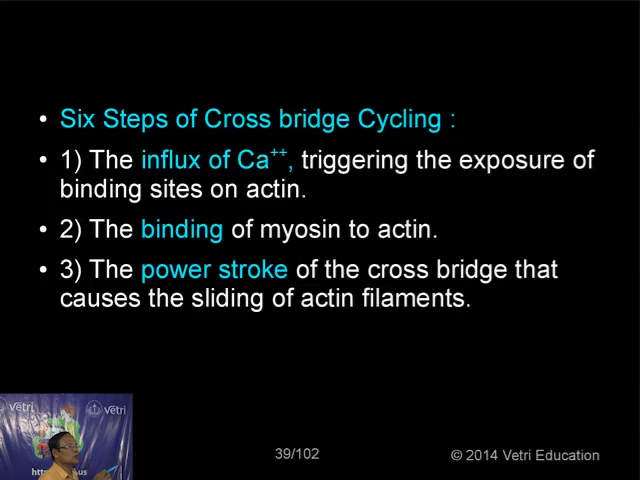 • Six Steps of Cross bridge Cycling :
• 1) The influx of Ca++, triggering the exposure of
binding sites on actin.
• 2) The binding of myosin to actin.
• 3) The power stroke of the cross bridge that
causes the sliding of actin filaments.
vëtri
vëtri
39/102
© 2014 Vetri Education